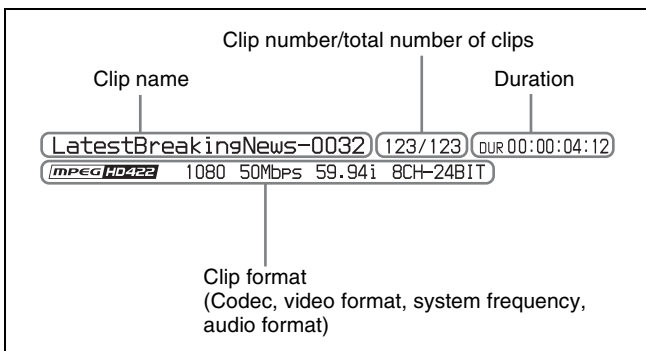 Clip number/total number of clips
Clip name
Duration
LatestBreakingNews-0032 123/123 DUR 00:00:04:12
MPEG HD422 1080 50Mbps 59.94i 8CH-24BIT
Clip format
(Codec, video format, system frequency,
audio format)